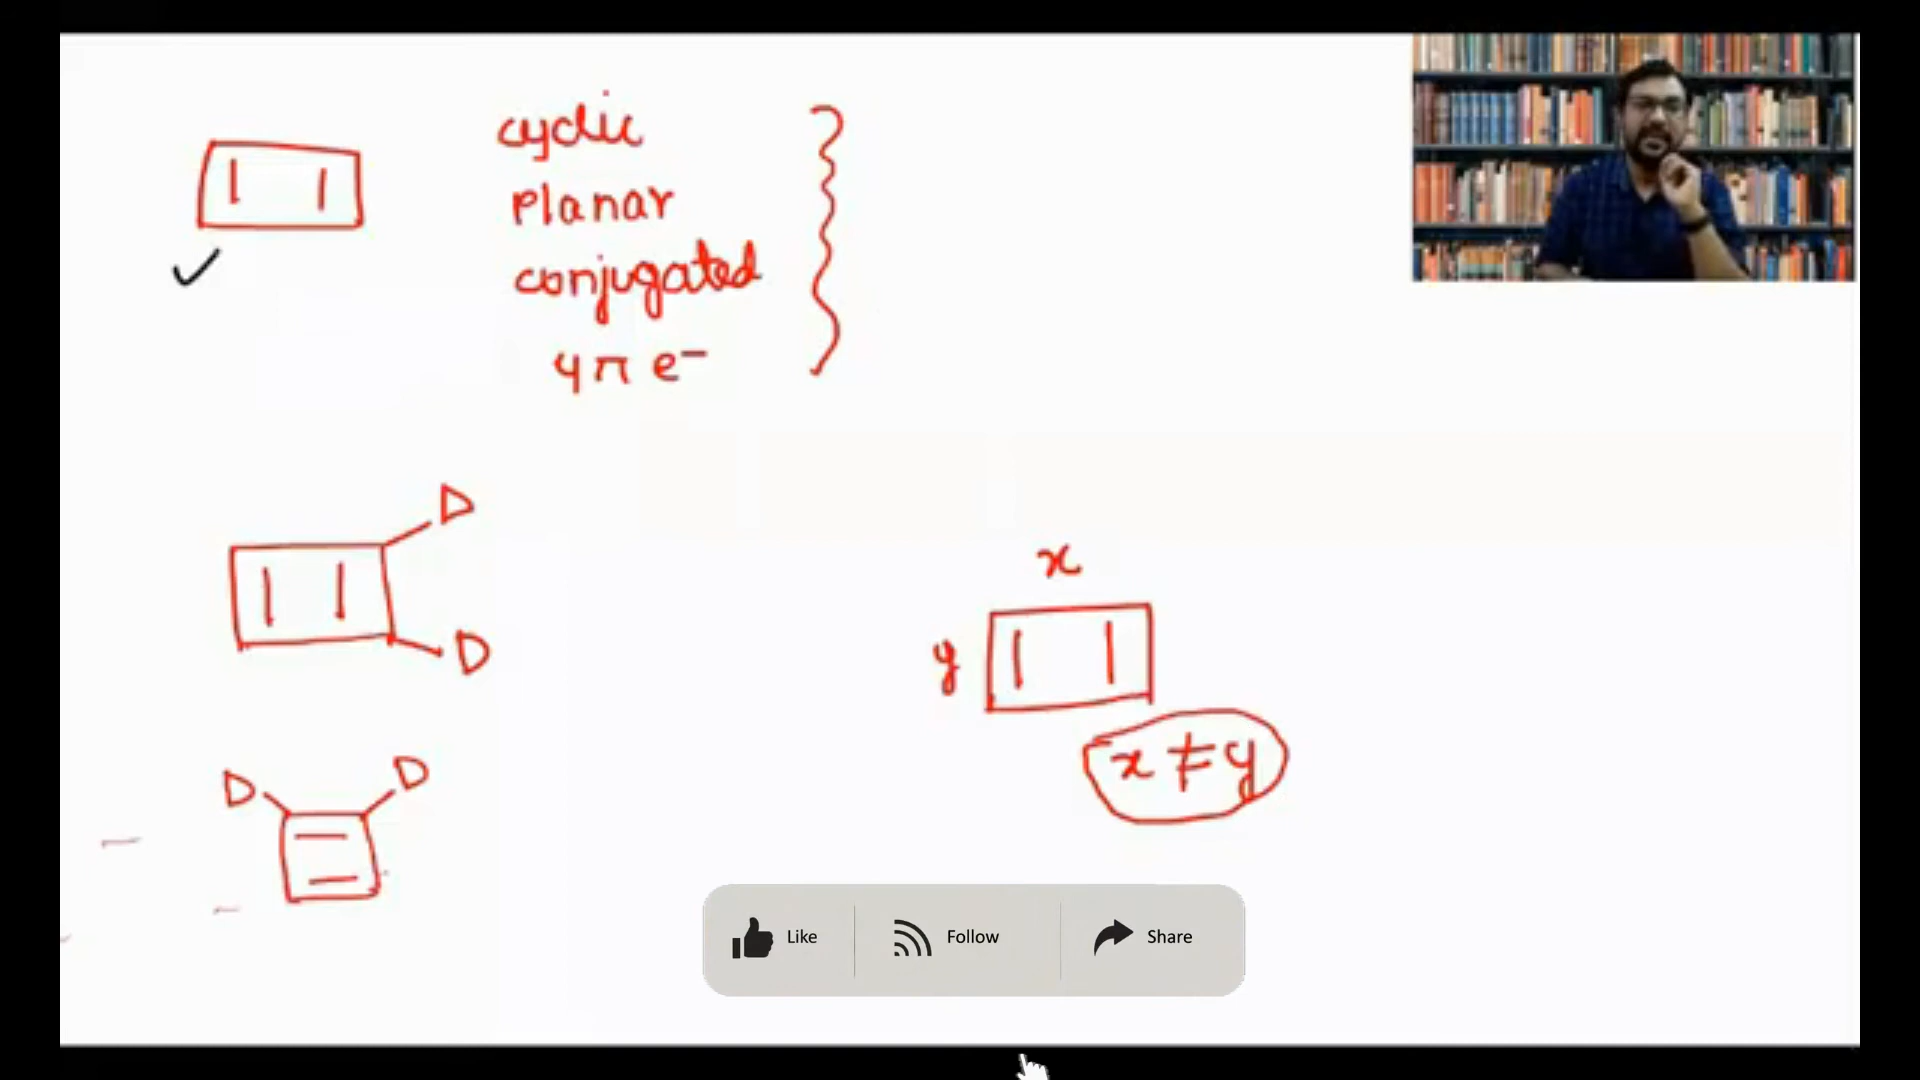 cyclic
planar
conjugated
4π e⁻
D
D
x
y
x ≠ y
D D
Like
Follow
Share